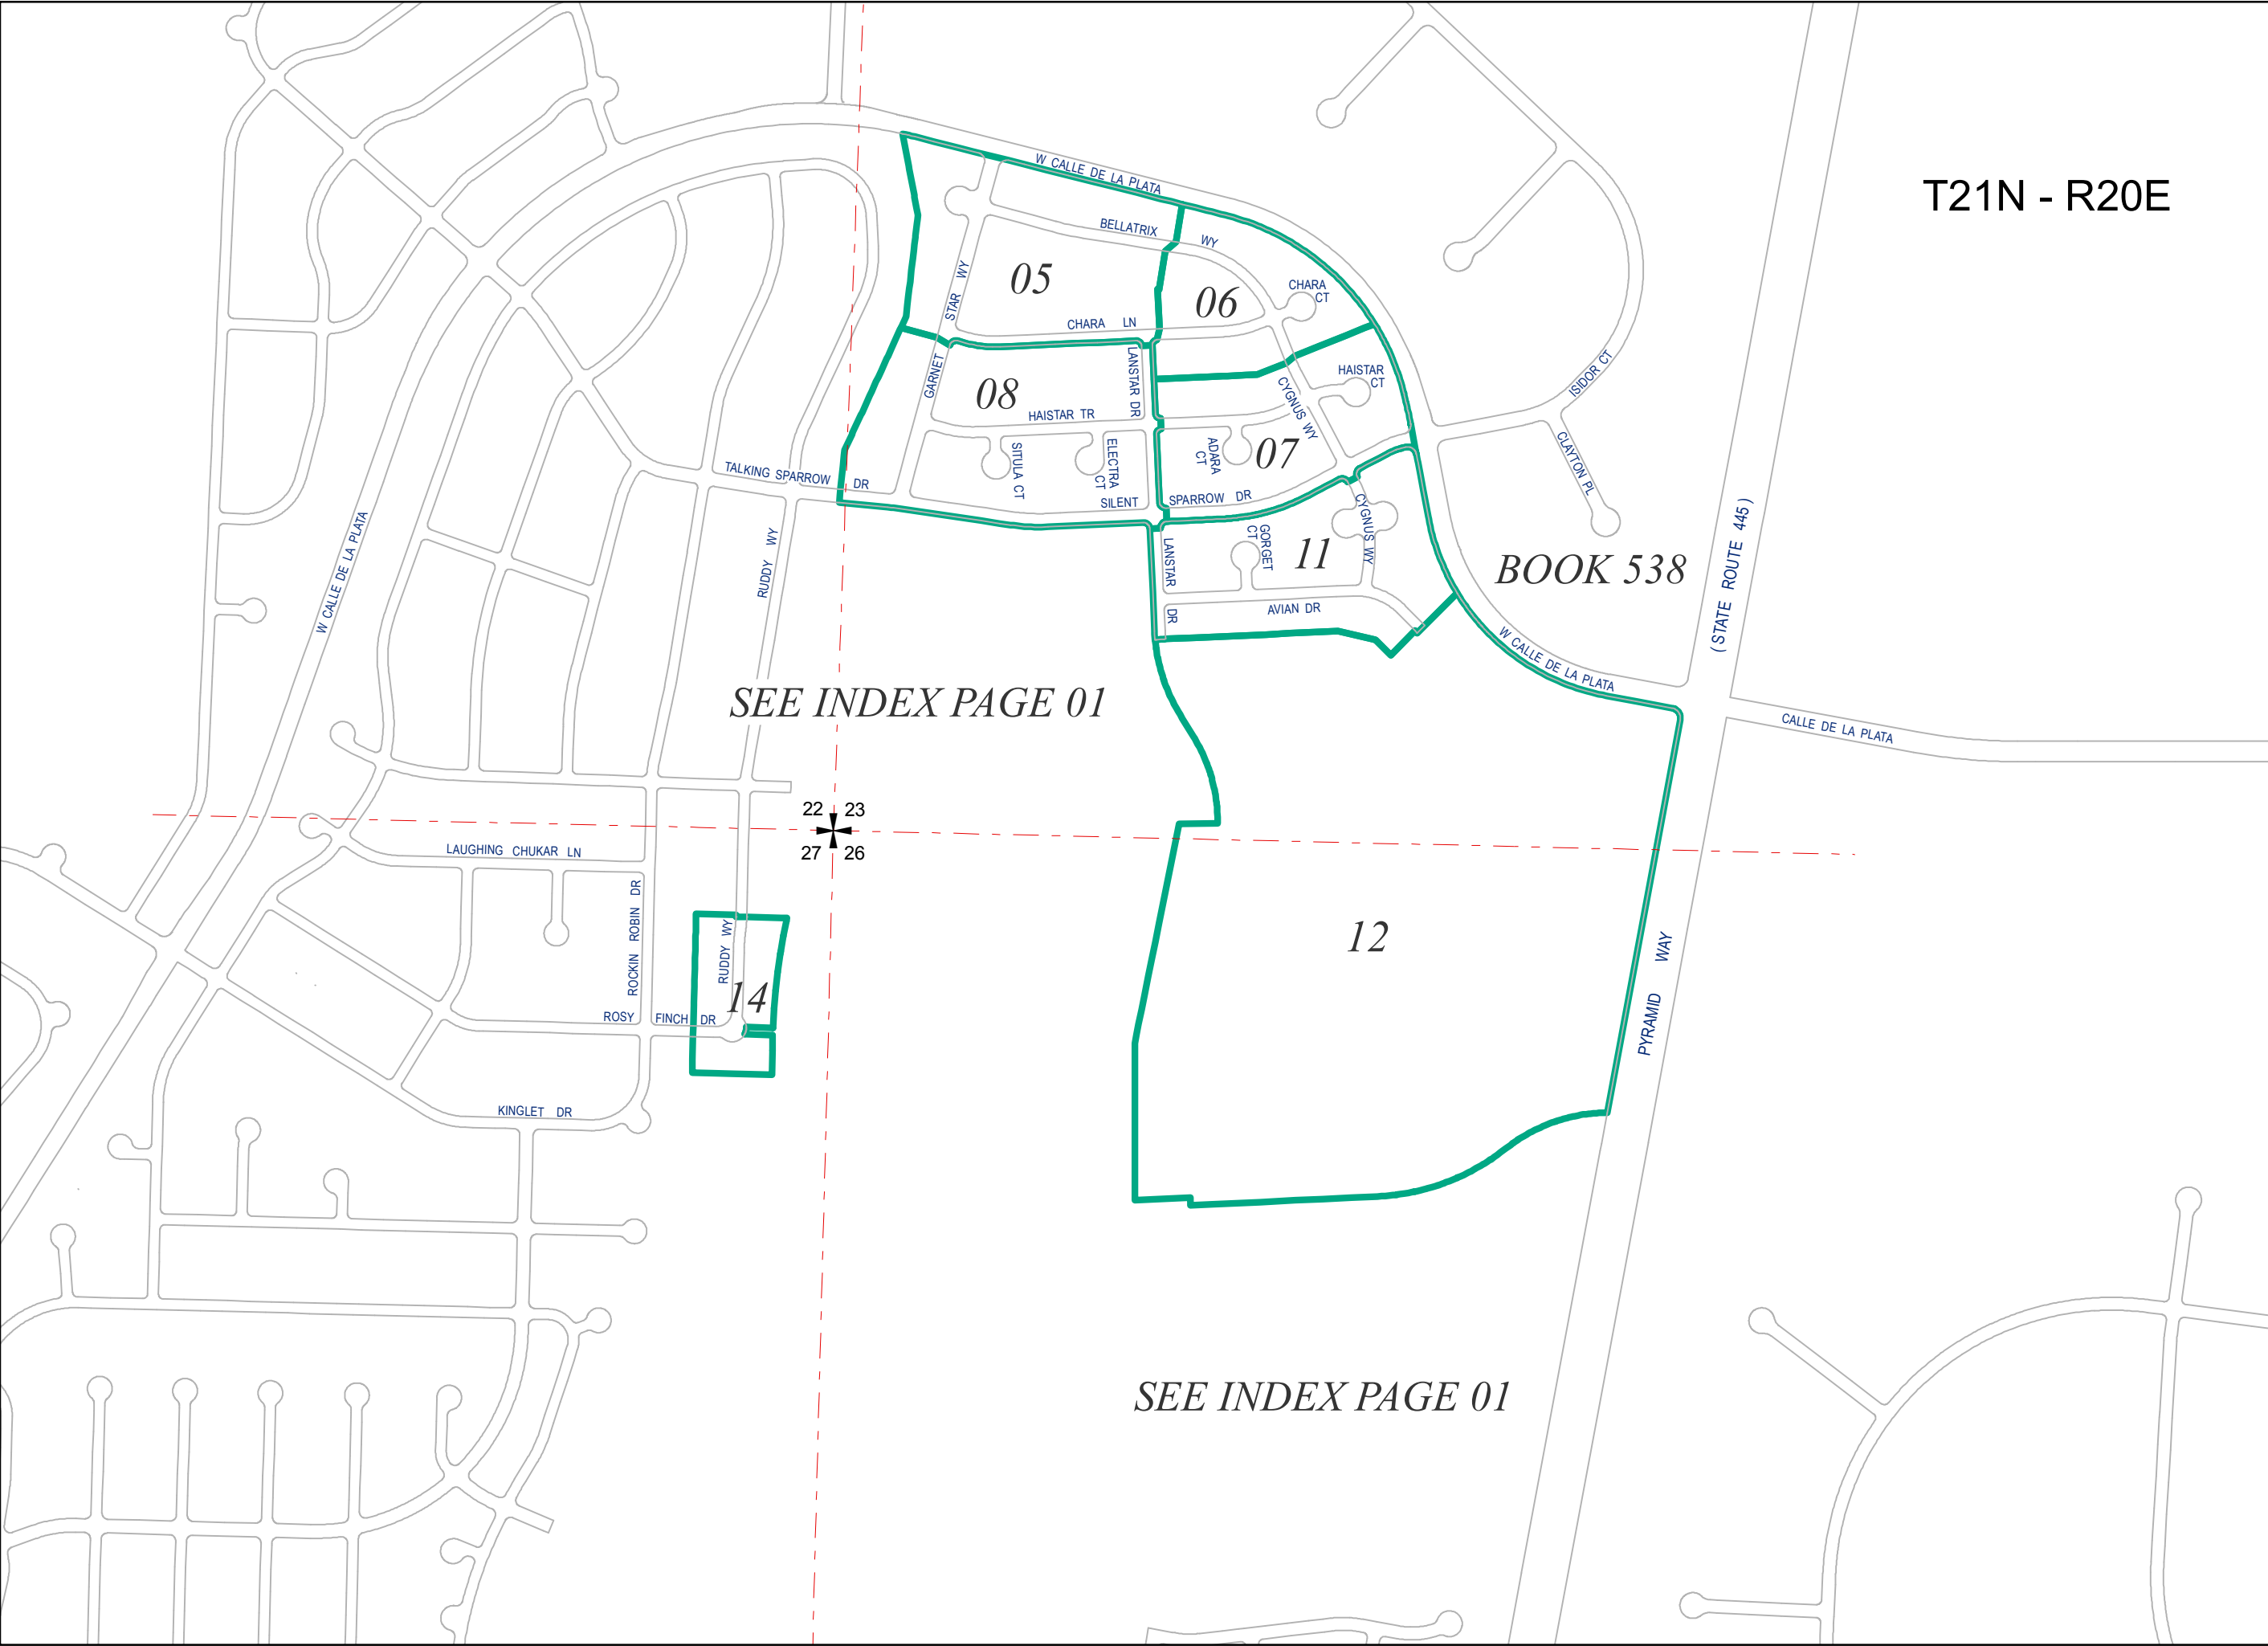 T21N - R20E
W CALLE DE LA PLATA
BELLATRIX WY
05
STAR WY
06
CHARA CT
CHARA LN
GARNET
LANSTAR DR
HAISTAR CT
ISIDOR CT
08
CYGNUS WY
HAISTAR TR
07
ADARA CT
SITULA CT
ELECTRA CT
CLAYTON PL
TALKING SPARROW DR
SILENT SPARROW DR
CYGNUS WY
W CALLE DE LA PLATA
RUDDY WY
GORGET CT
LANSTAR DR
11
BOOK 538
( STATE ROUTE 445 )
AVIAN DR
W CALLE DE LA PLATA
SEE INDEX PAGE 01
CALLE DE LA PLATA
22 23
27 26
LAUGHING CHUKAR LN
ROCKIN ROBIN DR
RUDDY WY
12
PYRAMID WAY
14
ROSY FINCH DR
KINGLET DR
SEE INDEX PAGE 01